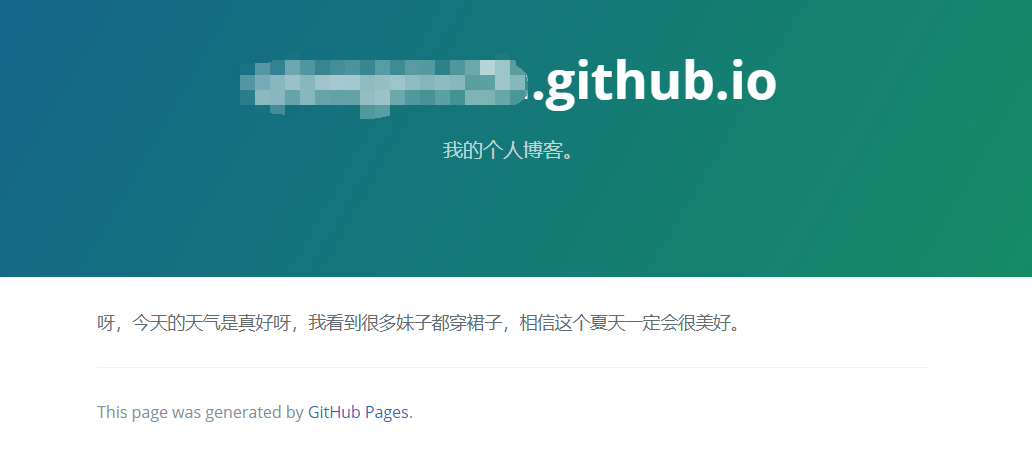 .github.io
我的个人博客。
呀，今天的天气是真好呀，我看到很多妹子都穿裙子，相信这个夏天一定会很美好。
This page was generated by GitHub Pages.